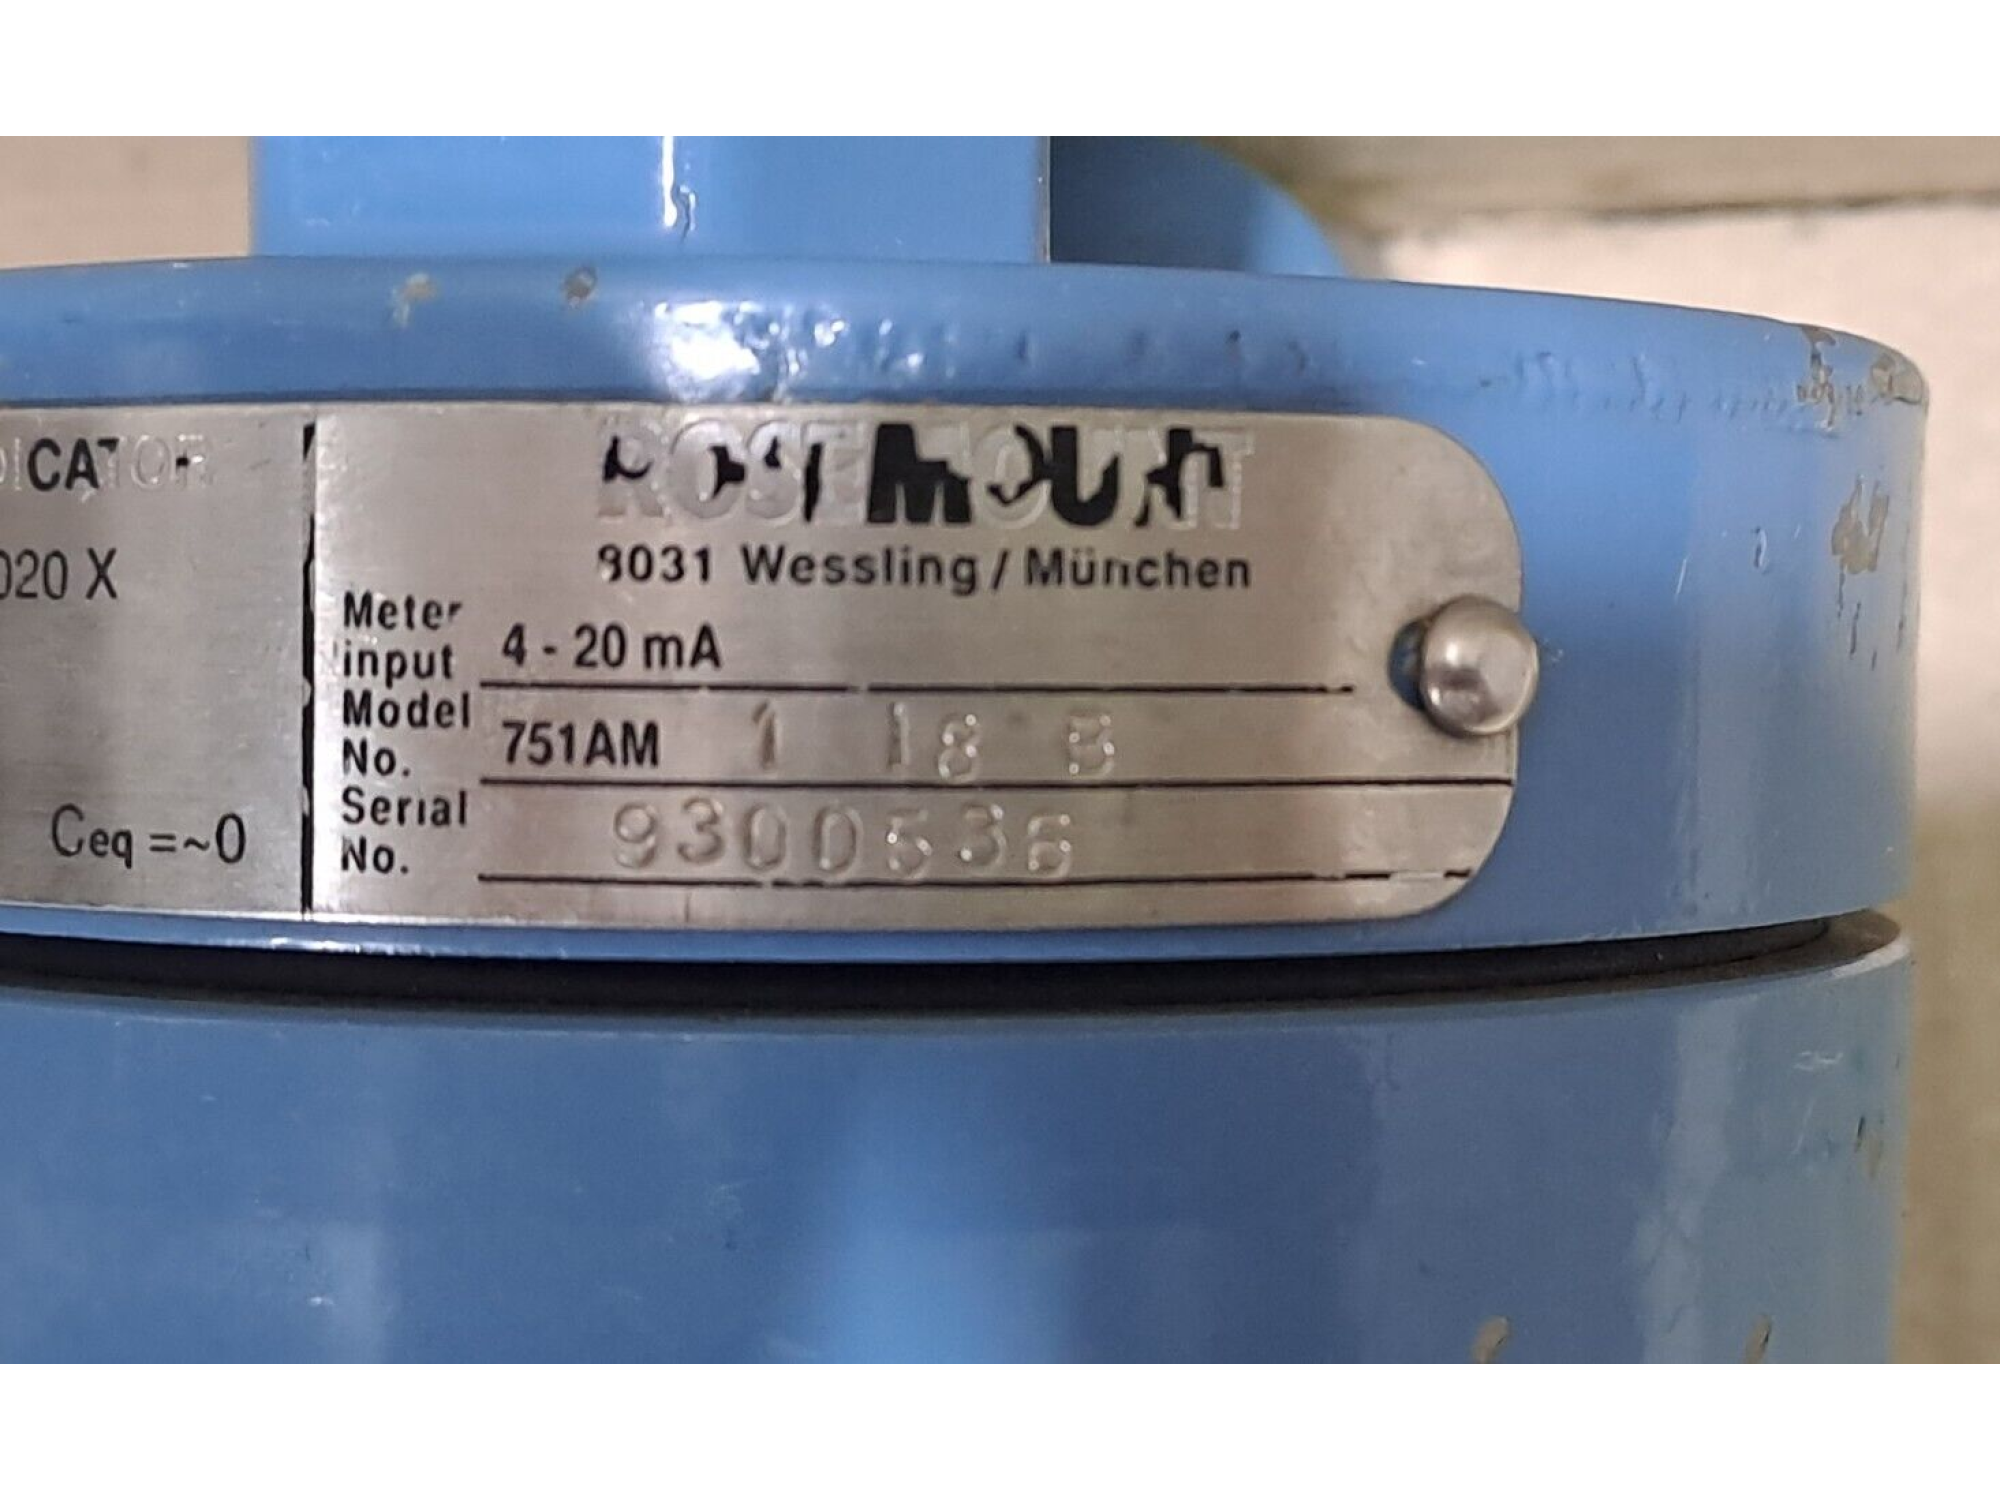 ICATOR
020 X
Ceq =~0
ROSEMOUNT
8031 Wessling / München
Meter input 4 - 20 mA
Model No. 751AM 1 I8 B
Serial No. 9300536